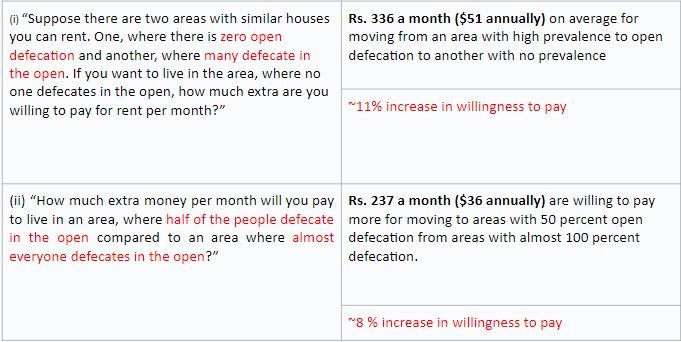 (i) “Suppose there are two areas with similar houses
you can rent. One, where there is zero open
defecation and another, where many defecate in
the open. If you want to live in the area, where no
one defecates in the open, how much extra are you
willing to pay for rent per month?”
Rs. 336 a month ($51 annually) on average for
moving from an area with high prevalence to open
defecation to another with no prevalence
~11% increase in willingness to pay
(ii) “How much extra money per month will you pay
to live in an area, where half of the people defecate
in the open compared to an area where almost
everyone defecates in the open?”
Rs. 237 a month ($36 annually) are willing to pay
more for moving to areas with 50 percent open
defecation from areas with almost 100 percent
defecation.
~8 % increase in willingness to pay